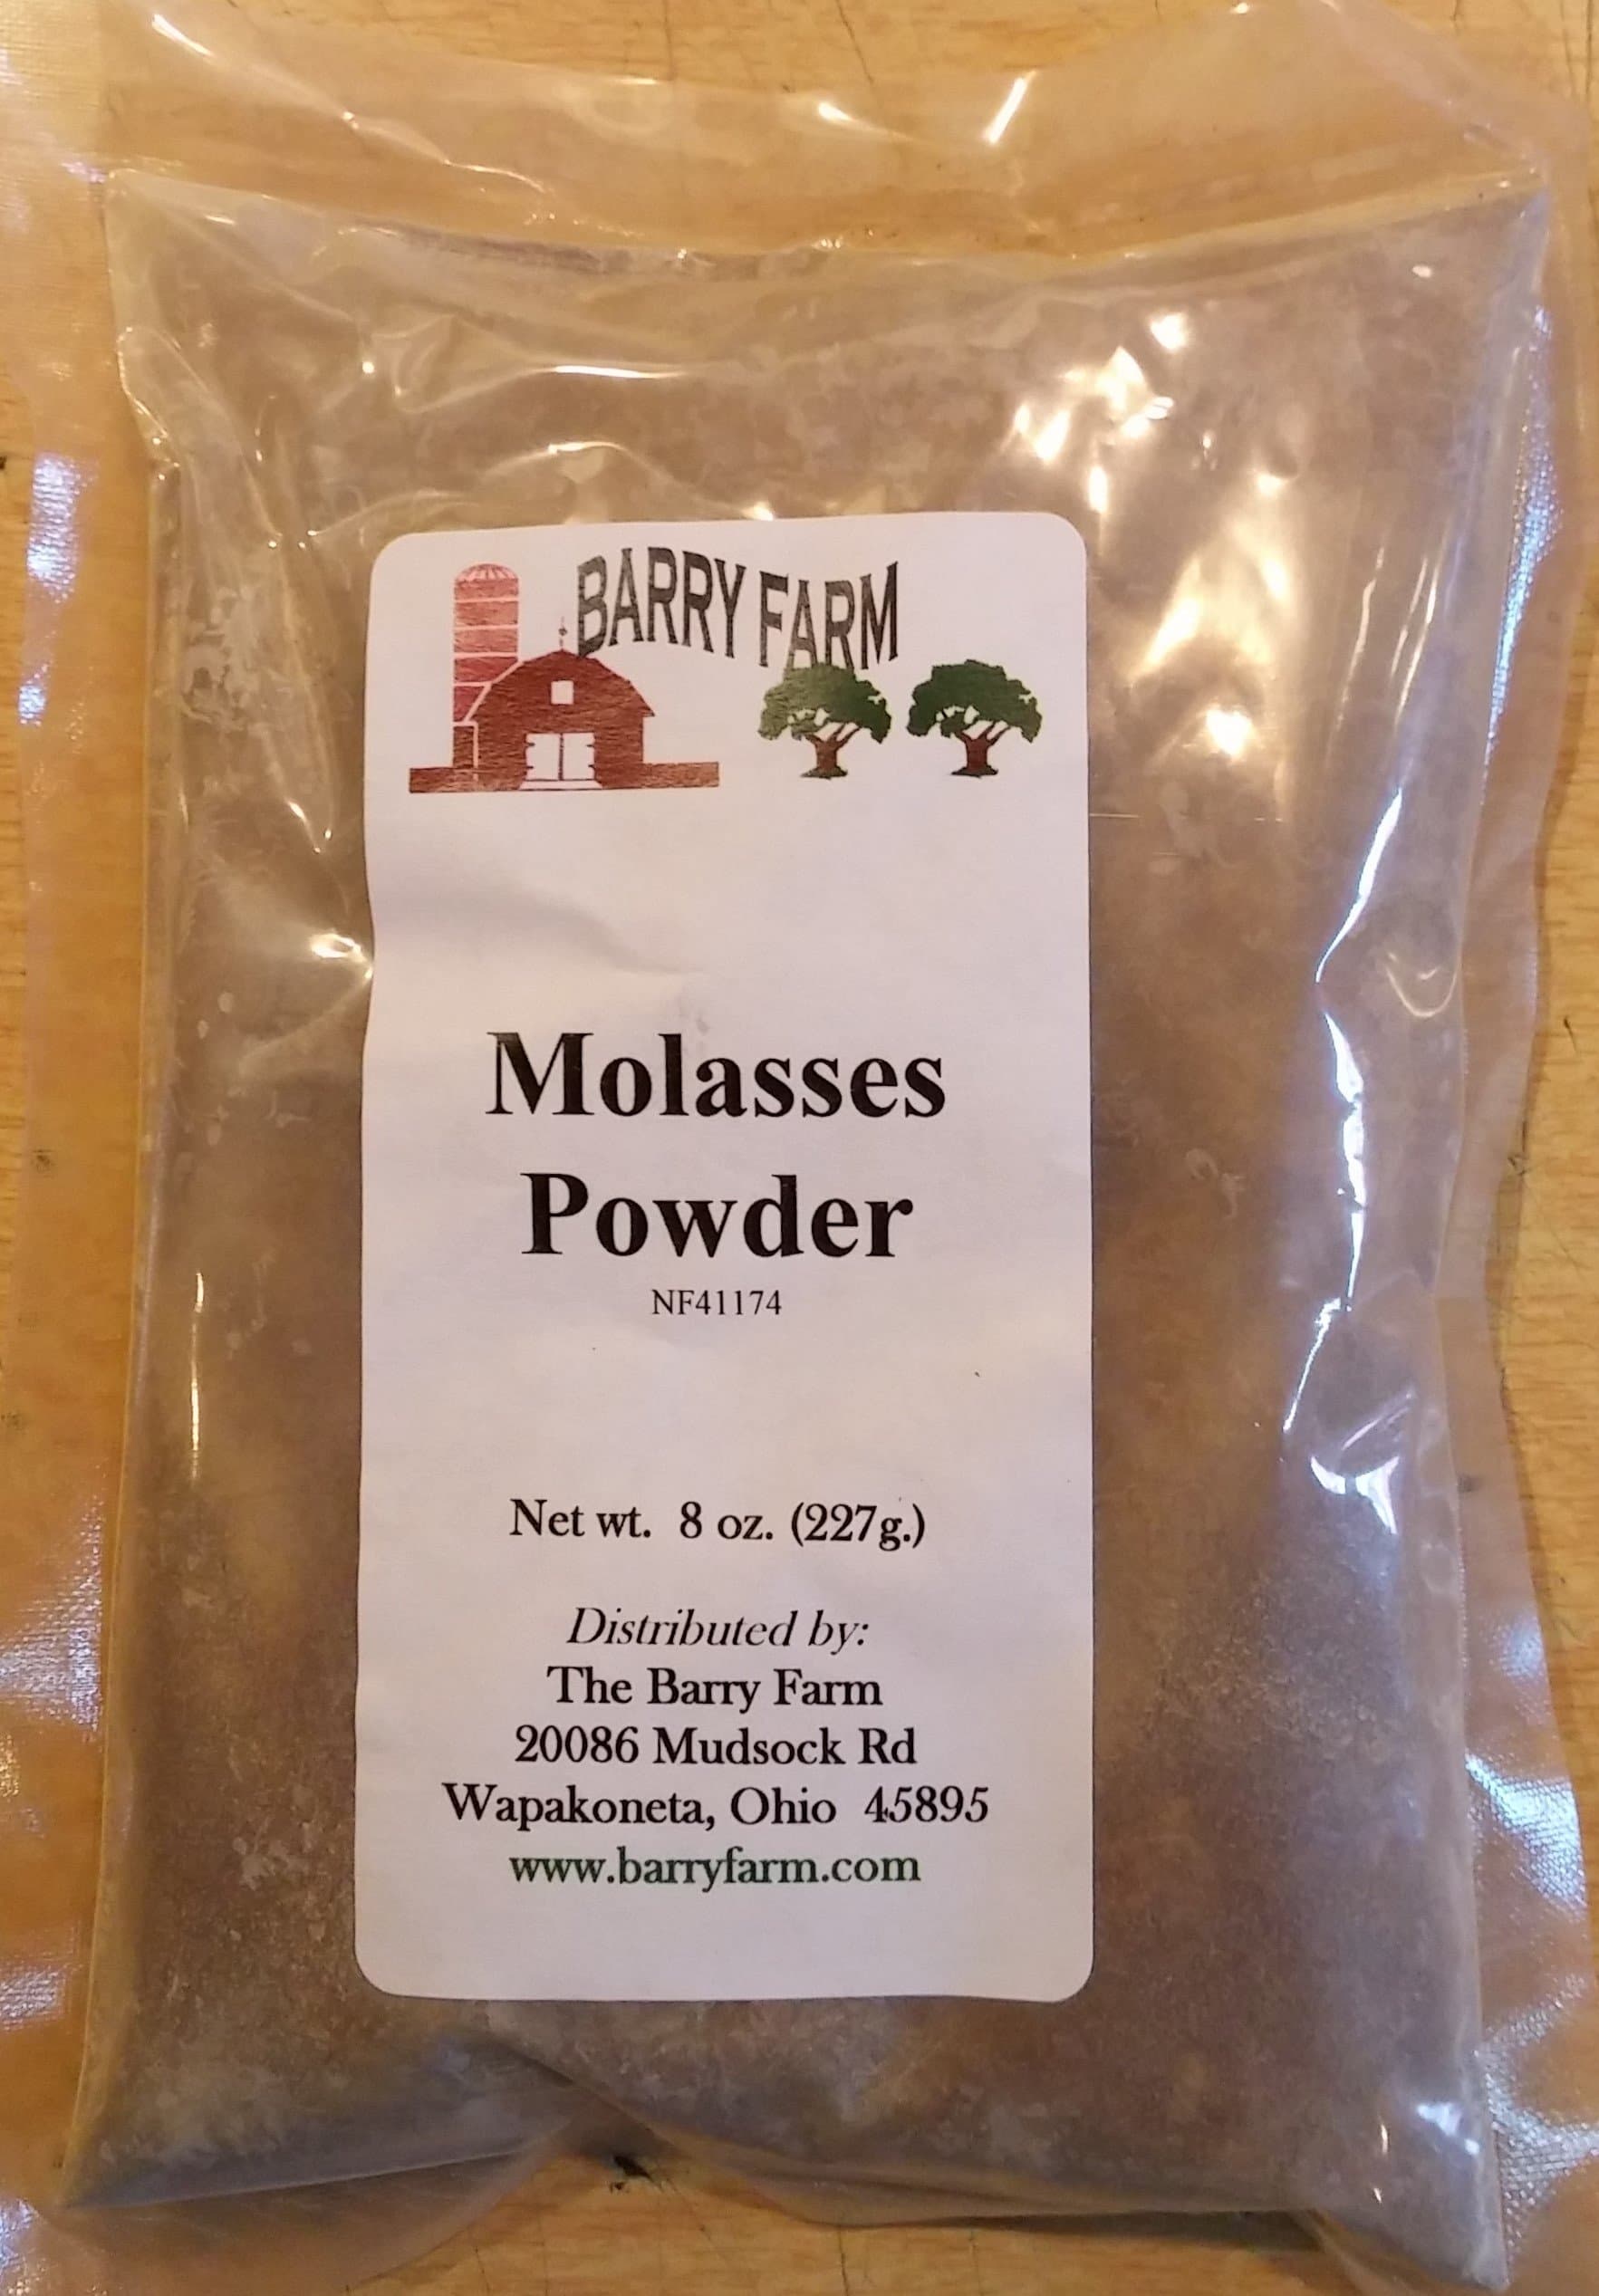 BARRY FARM
Molasses
Powder
NF41174
Net wt. 8 oz. (227g.)
Distributed by:
The Barry Farm
20086 Mudsock Rd
Wapakoneta, Ohio 45895
www.barryfarm.com